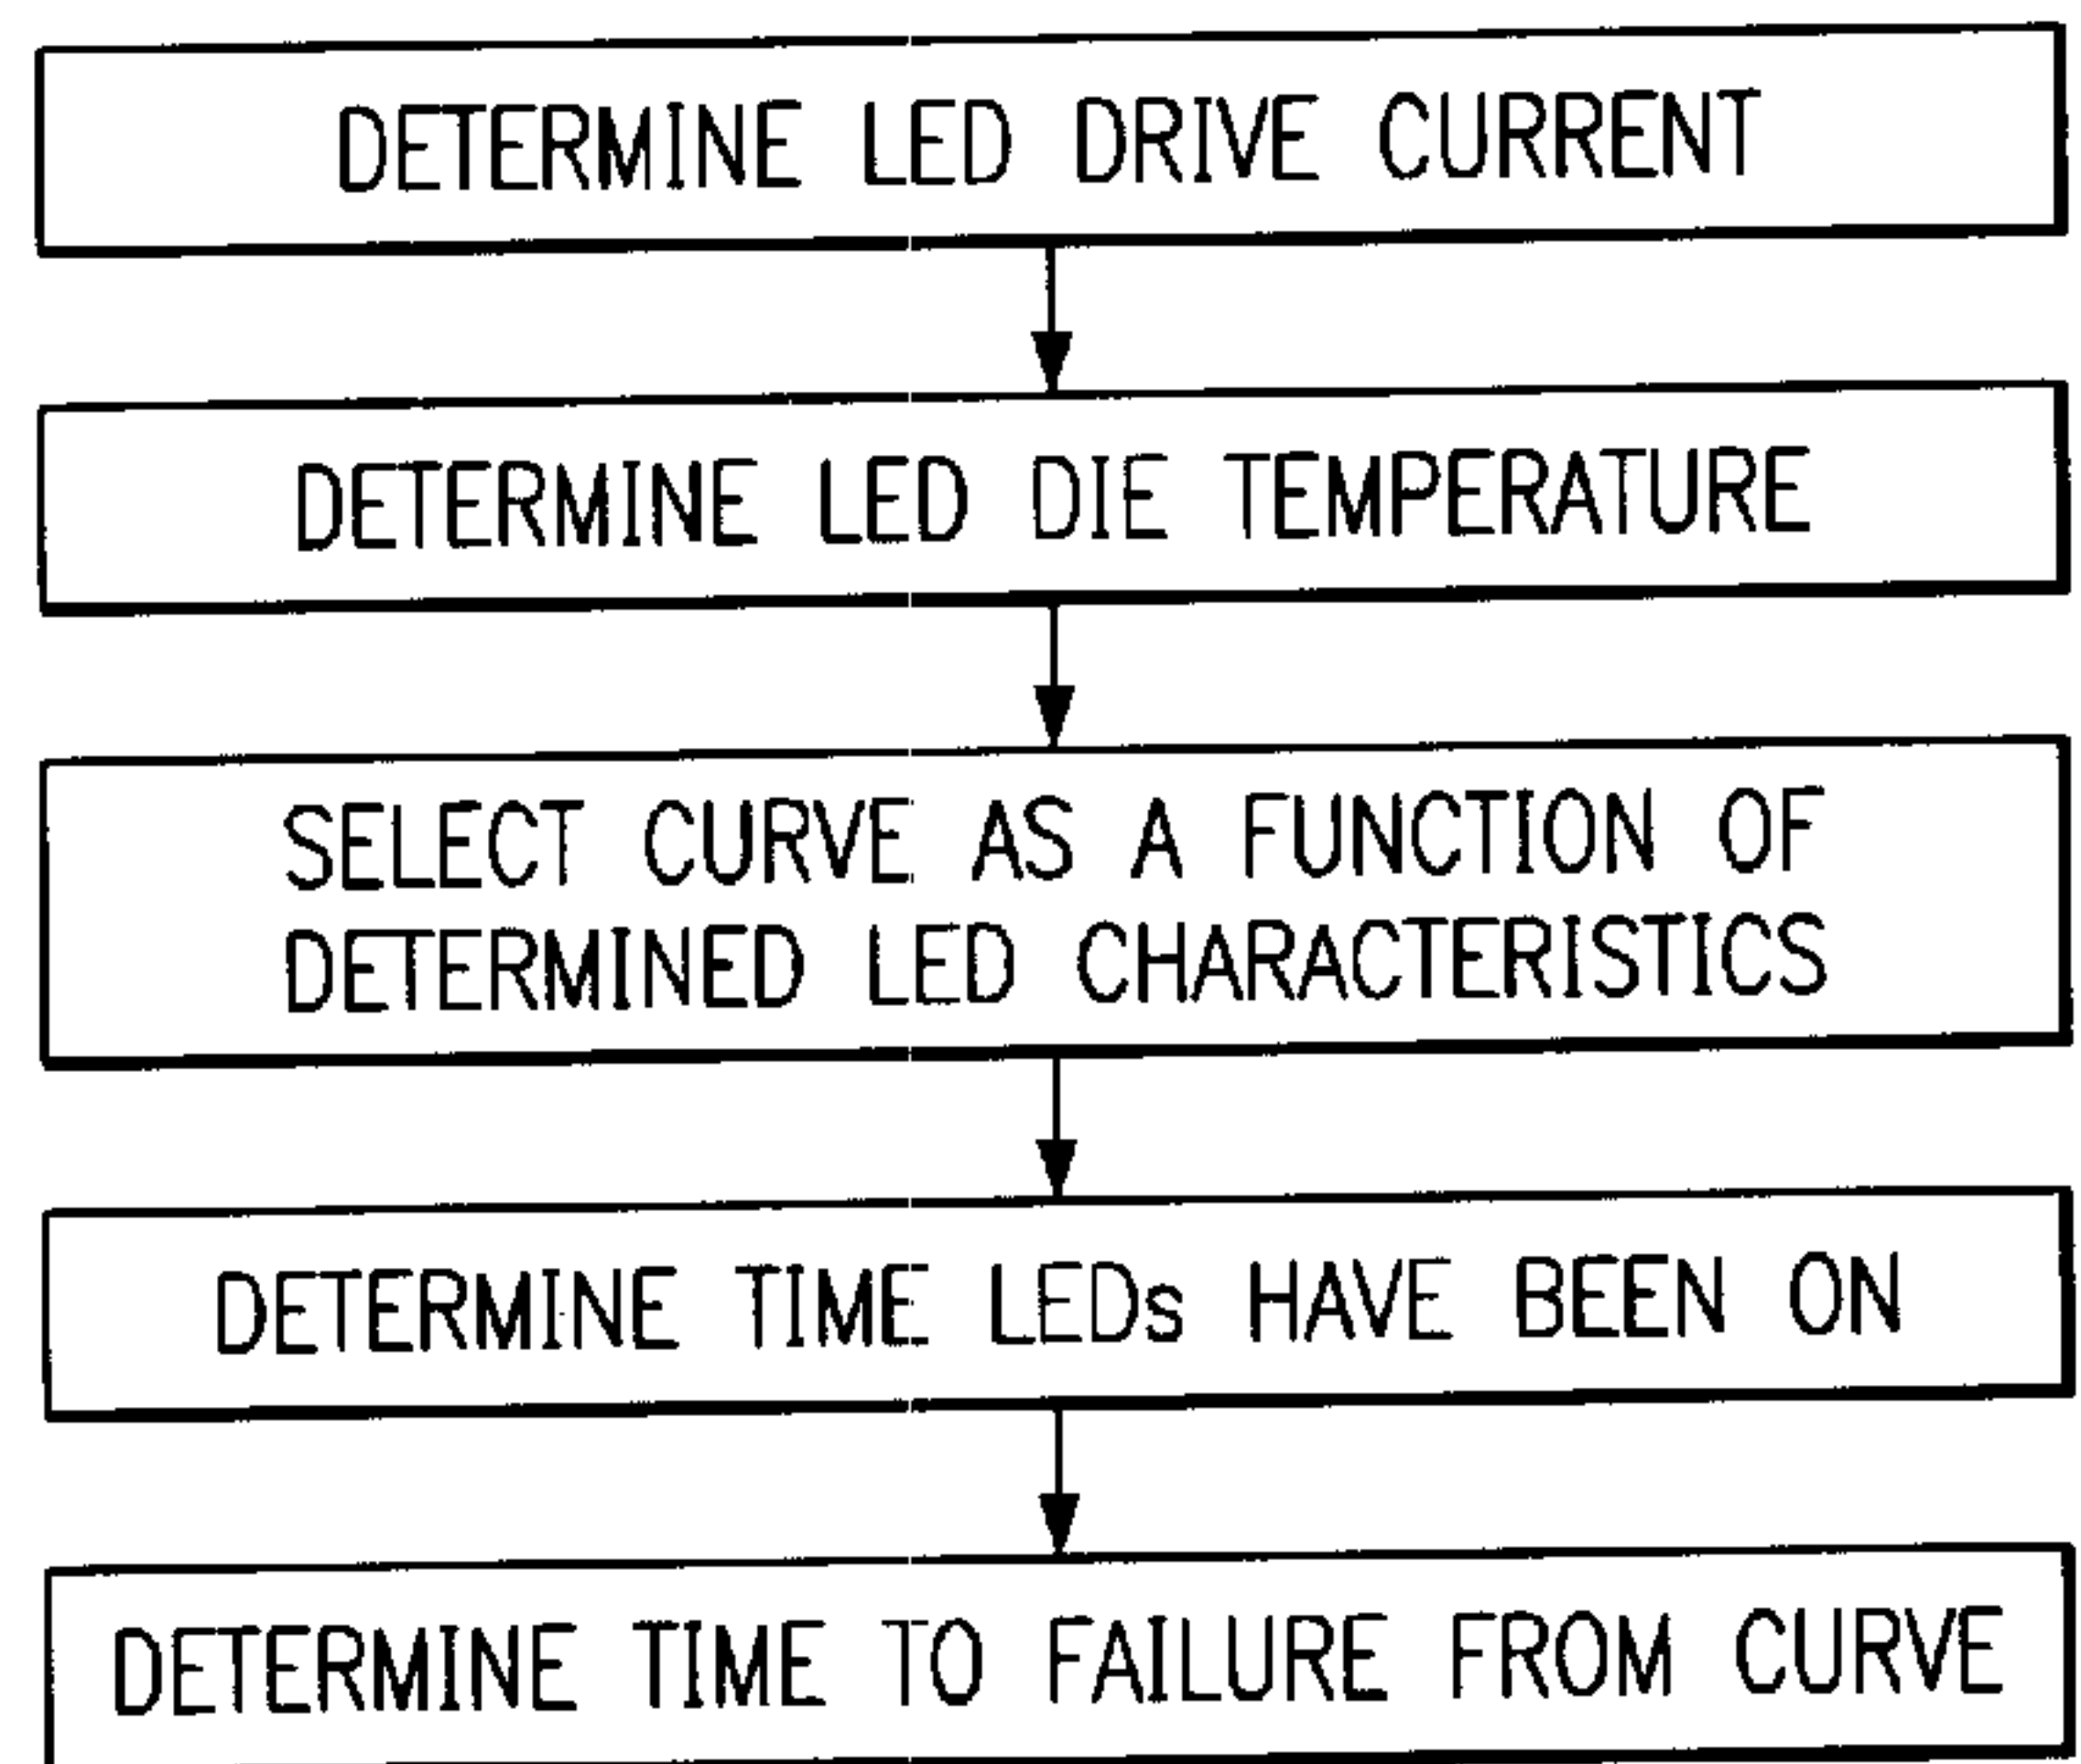 DETERMINE LED DRIVE CURRENT
DETERMINE LED DIE TEMPERATURE
SELECT CURVE AS A FUNCTION OF
DETERMINED LED CHARACTERISTICS
DETERMINE TIME LEDs HAVE BEEN ON
DETERMINE TIME TO FAILURE FROM CURVE